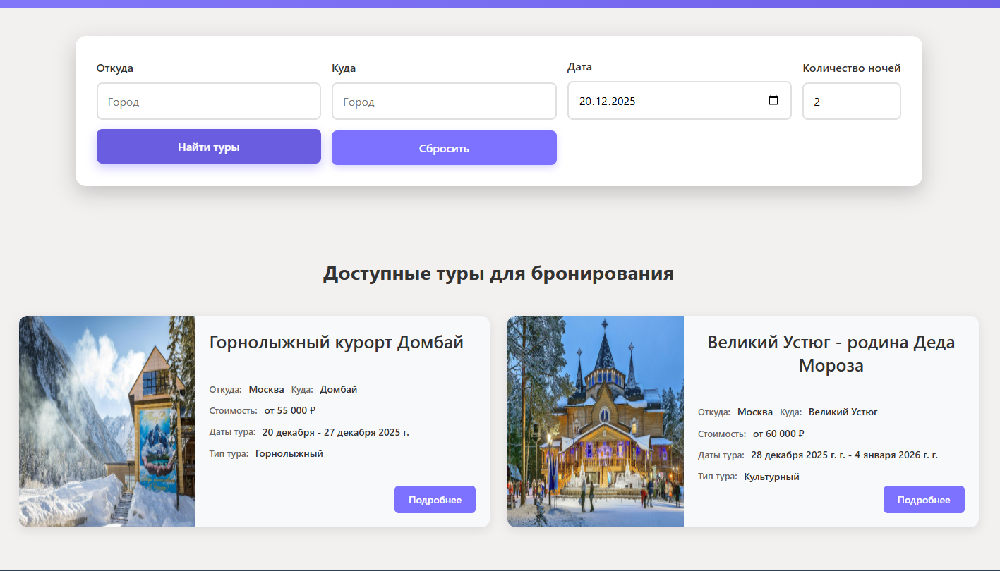 Откуда
Куда
Дата
Количество ночей
Город
Город
20.12.2025
2
Найти туры
Сбросить
Доступные туры для бронирования
Горнолыжный курорт Домбай
Откуда: Москва Куда: Домбай
Стоимость: от 55 000 ₽
Даты тура: 20 декабря - 27 декабря 2025 г.
Тип тура: Горнолыжный
Подробнее
Великий Устюг - родина Деда
Мороза
Откуда: Москва Куда: Великий Устюг
Стоимость: от 60 000 ₽
Даты тура: 28 декабря 2025 г. г. - 4 января 2026 г. г.
Тип тура: Культурный
Подробнее